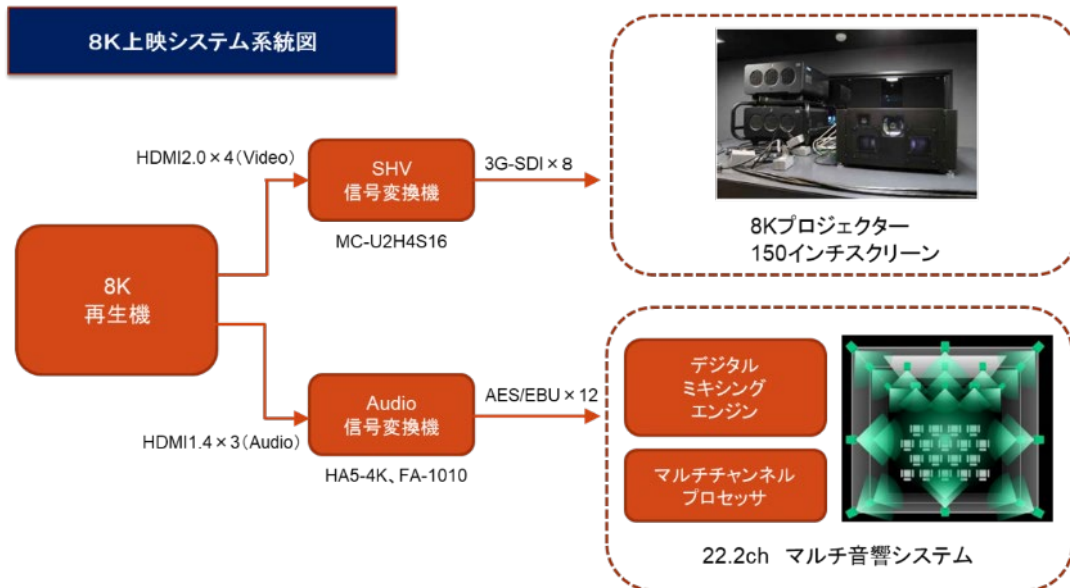 8K上映システム系統図
HDMI2.0×4(Video)
SHV
信号変換機
MC-U2H4S16
3G-SDI×8
8Kプロジェクター
150インチスクリーン
8K
再生機
HDMI1.4×3(Audio)
Audio
信号変換機
HA5-4K、FA-1010
AES/EBU×12
デジタル
ミキシング
エンジン
マルチチャンネル
プロセッサ
22.2ch マルチ音響システム